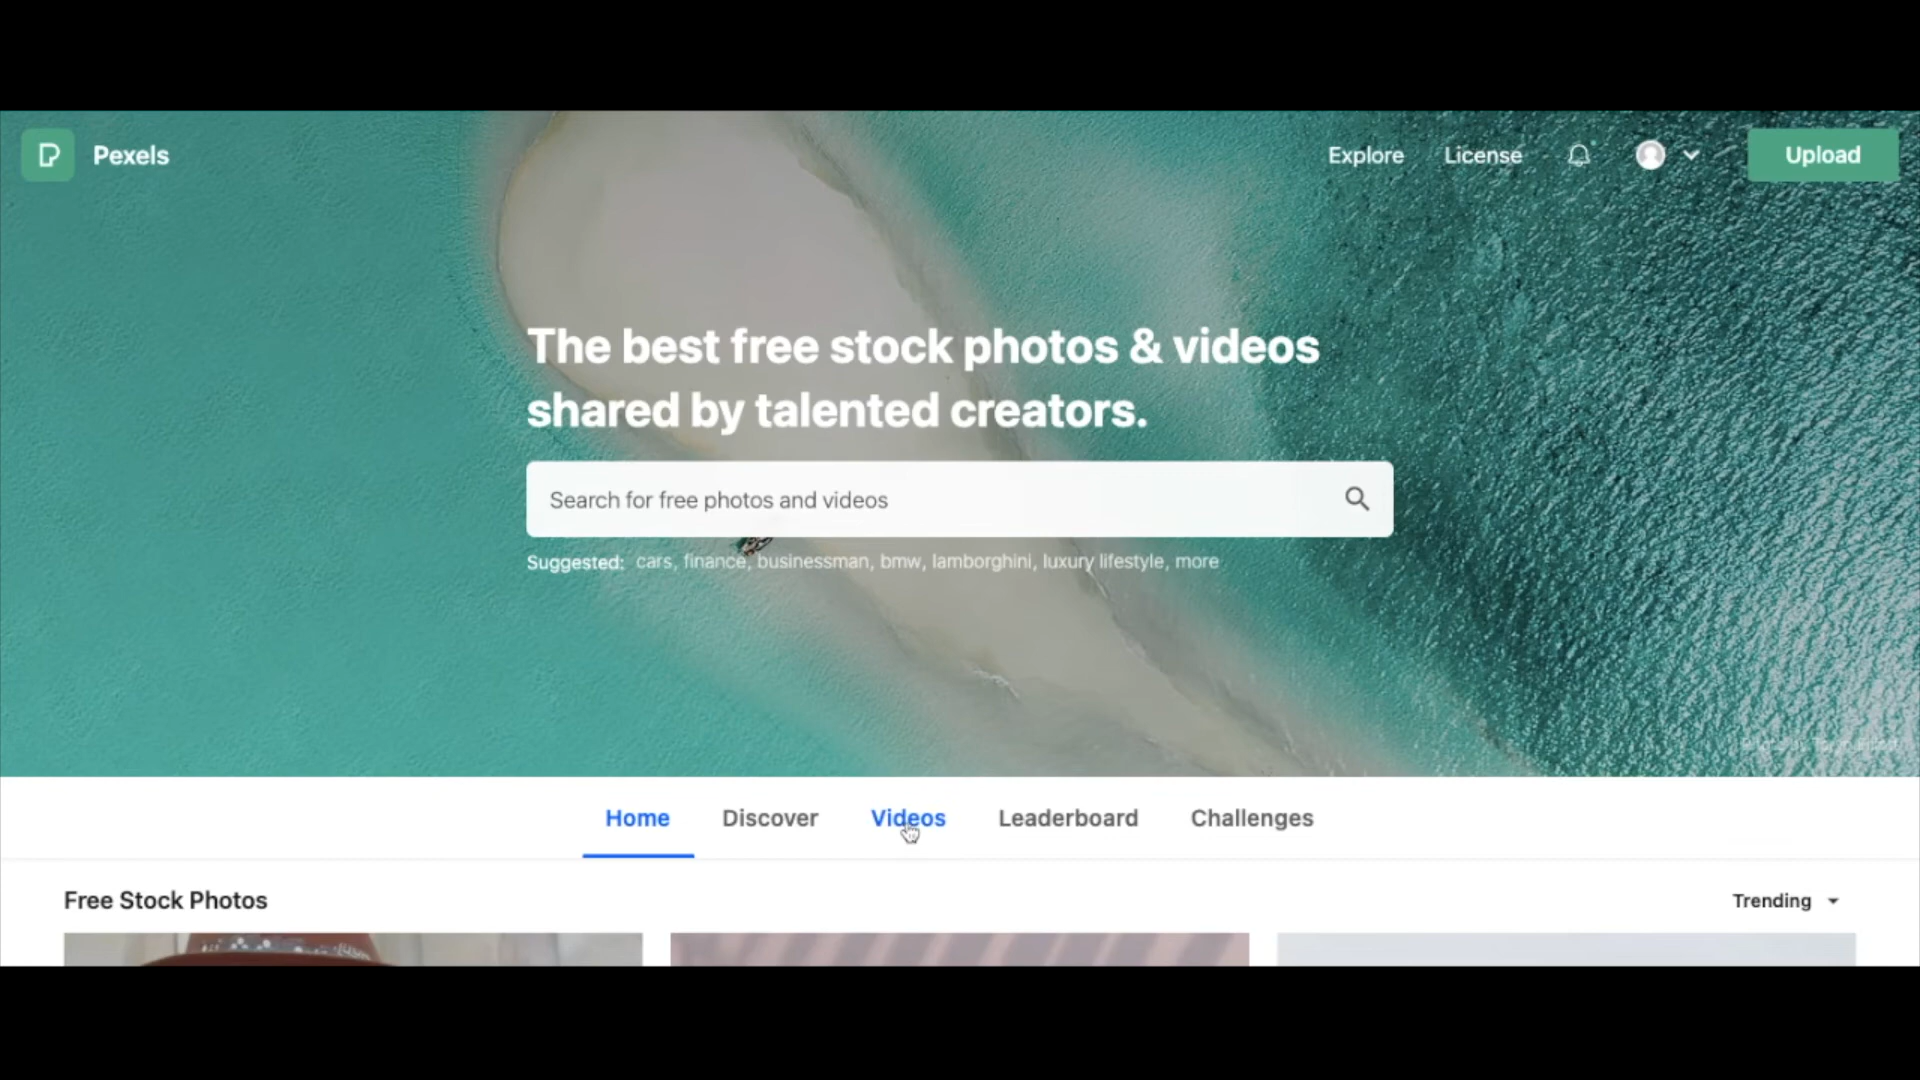 Pexels
Explore
License
Upload
The best free stock photos & videos
shared by talented creators.
Search for free photos and videos
Suggested: cars, finance, businessman, bmw, lamborghini, luxury lifestyle, more
Home
Discover
Videos
Leaderboard
Challenges
Free Stock Photos
Trending